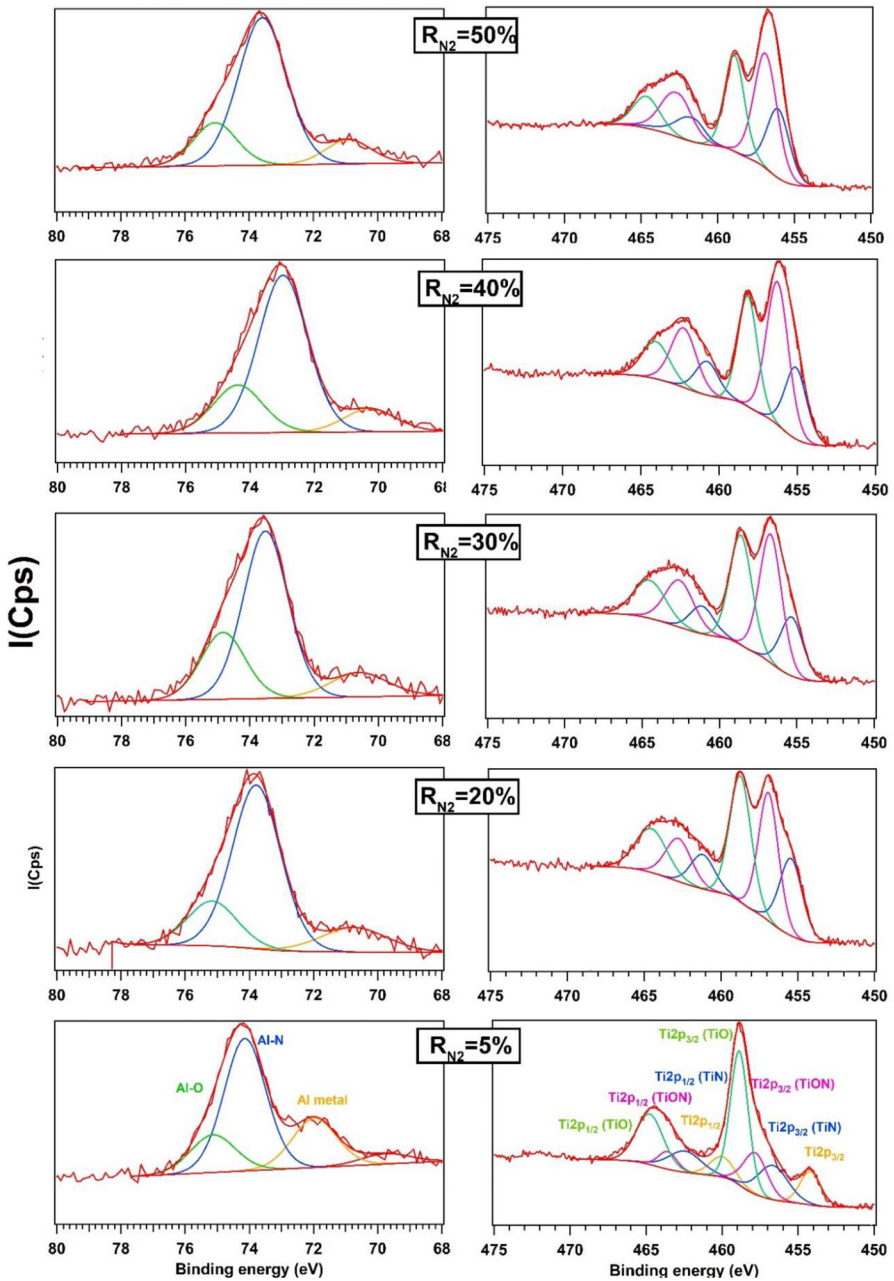 R_N2=50%
80 78 76 74 72 70 68
475 470 465 460 455 450
R_N2=40%
80 78 76 74 72 70 68
475 470 465 460 455 450
R_N2=30%
I(Cps)
80 78 76 74 72 70 68
475 470 465 460 455 450
R_N2=20%
I(Cps)
80 78 76 74 72 70 68
475 470 465 460 455 450
R_N2=5%
Al-O
Al-N
Al metal
Ti2p3/2 (TiO)
Ti2p1/2 (TiN)
Ti2p1/2 (TiON)
Ti2p3/2 (TiON)
Ti2p1/2 (TiO)
Ti2p1/2
Ti2p3/2 (TiN)
Ti2p3/2
80 78 76 74 72 70 68
475 470 465 460 455 450
Binding energy (eV)
Binding energy (eV)